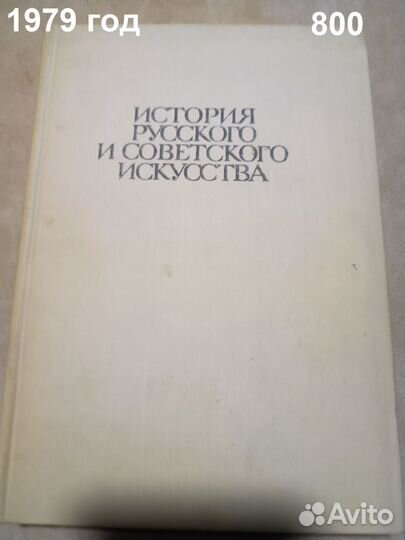 1979 год
800
ИСТОРИЯ
РУССКОГО
И СОВЕТСКОГО
ИСКУССТВА
Avito